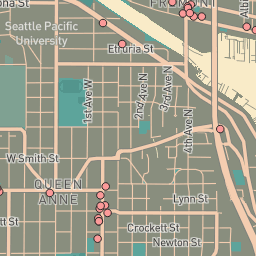 FREMONT
Seattle Pacific
University
Etruria St
1st Ave W
2nd Ave N
3rd Ave N
4th Ave N
W Smith St
QUEEN
ANNE
Lynn St
Crockett St
Newton St